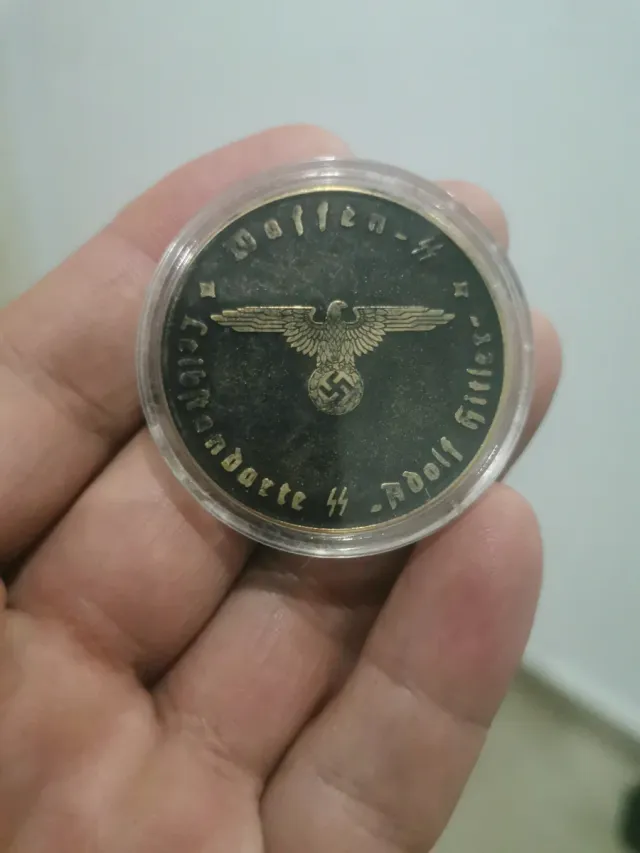 Waffen-SS
Leibstandarte SS "Adolf Hitler"